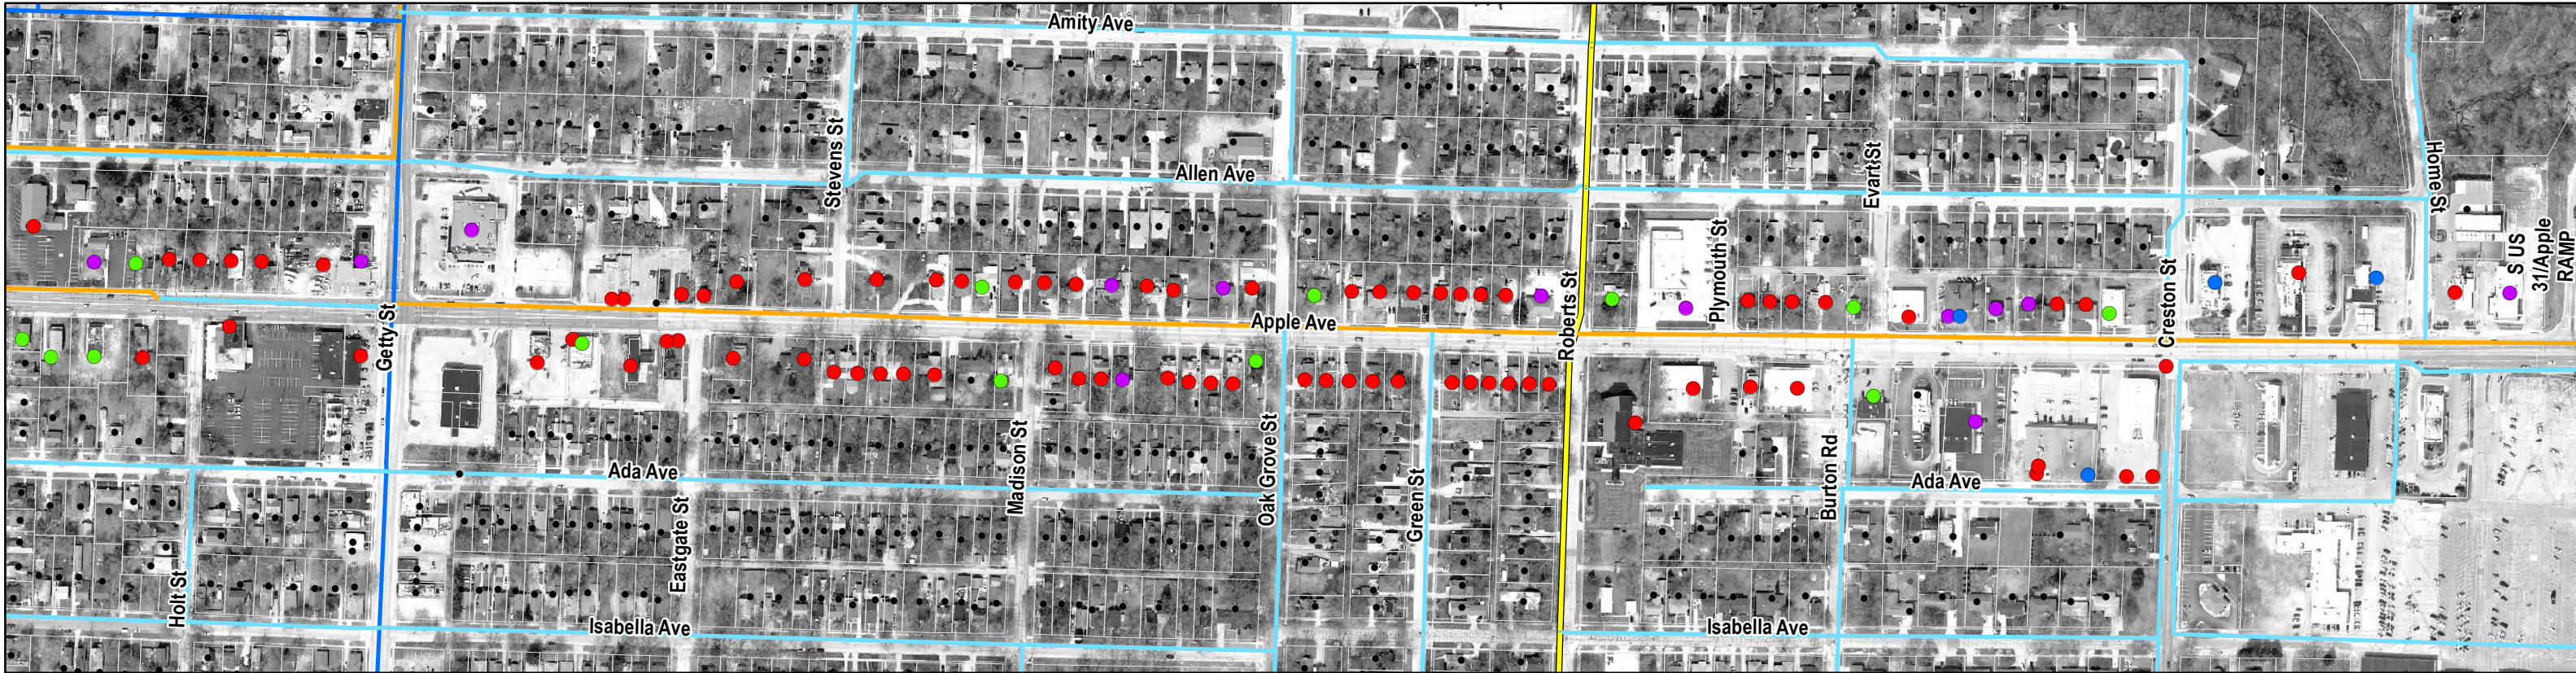 Amity Ave
Stevens St
Allen Ave
Evart St
Home St
S US
31/Apple
RAMP
Plymouth St
Creston St
Getty St
Roberts St
Apple Ave
Madison St
Oak Grove St
Ada Ave
Burton Rd
Ada Ave
Green St
Eastgate St
Holt St
Isabella Ave
Isabella Ave